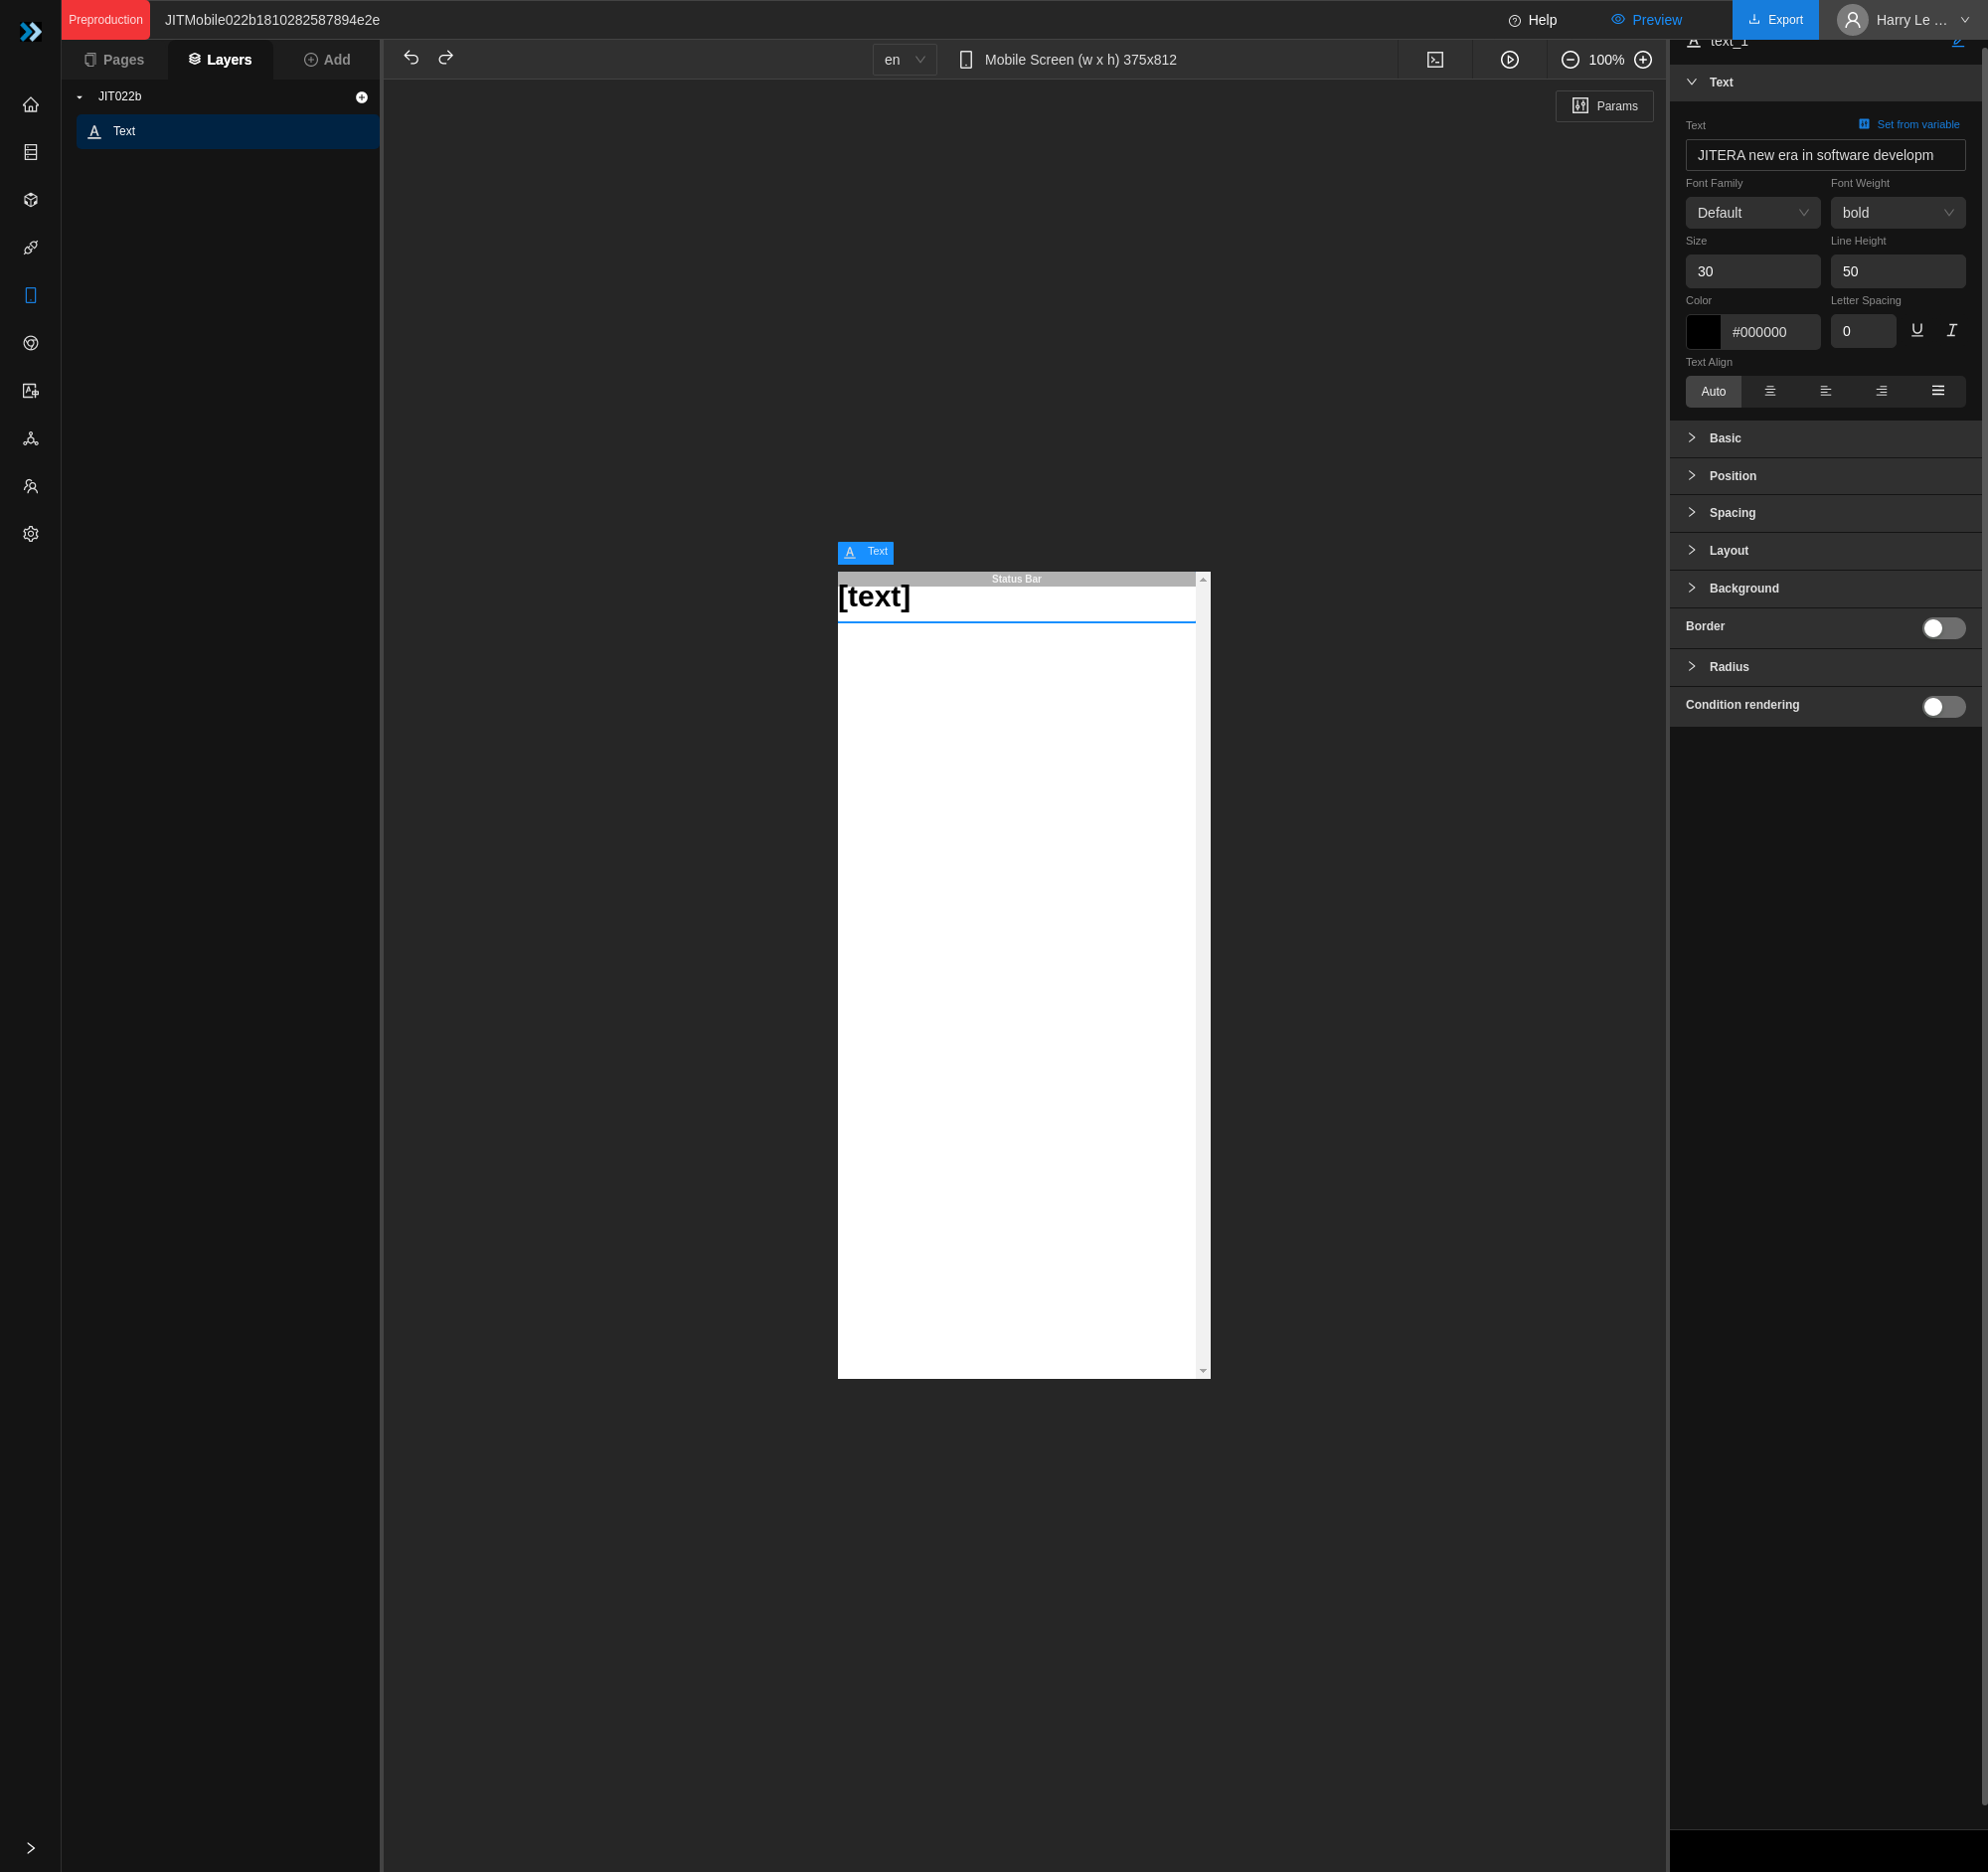 Preproduction
JITMobile022b1810282587894e2e
Help
Preview
Export
Harry Le ...
Pages
Layers
Add
en
Mobile Screen (w x h) 375x812
100%
text_1
JIT022b
Text
Params
Text
Text
Set from variable
JITERA new era in software developm
Font Family
Font Weight
Default
bold
Size
Line Height
30
50
Color
Letter Spacing
#000000
0
Text Align
Auto
Basic
Position
Spacing
Layout
Background
Border
Radius
Condition rendering
Text
Status Bar
[text]